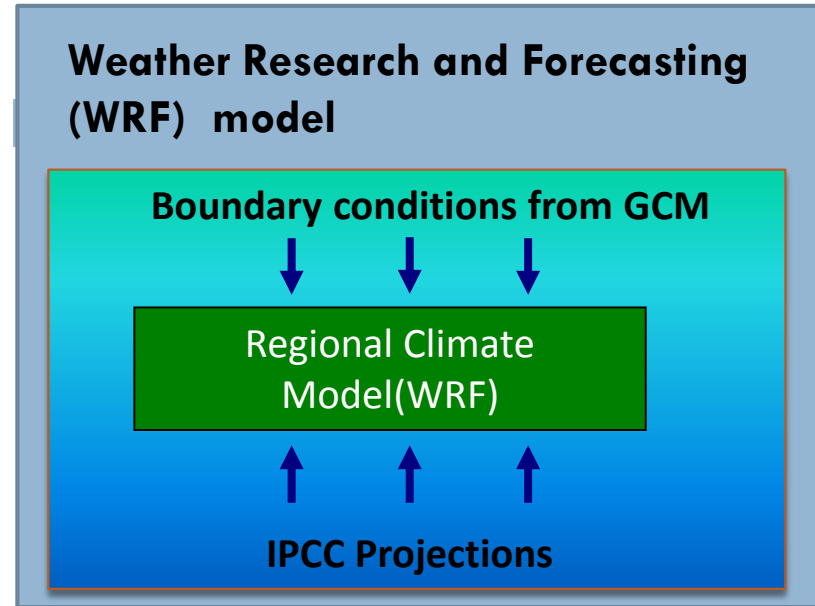 Weather Research and Forecasting
(WRF) model
Boundary conditions from GCM
Regional Climate
Model(WRF)
IPCC Projections